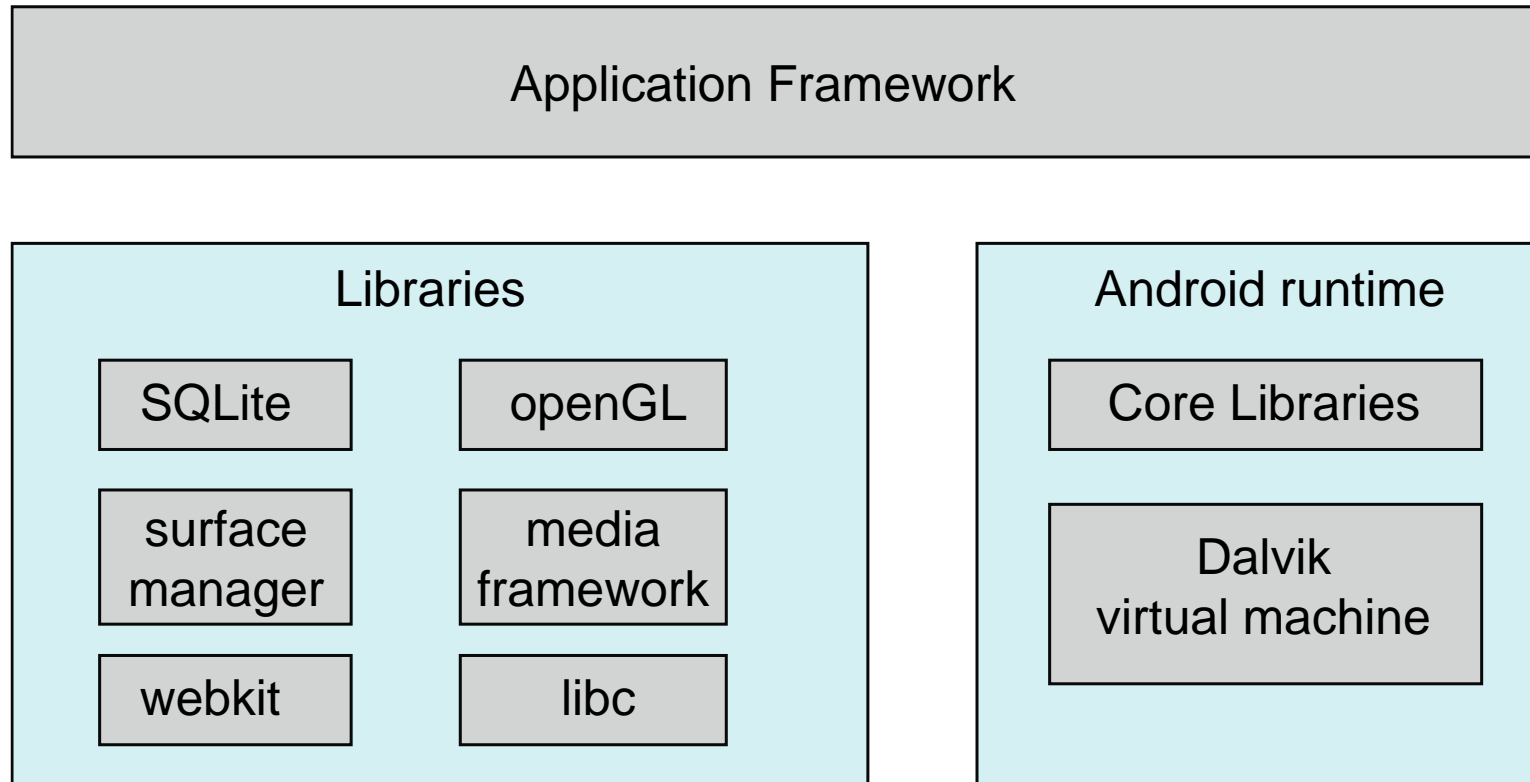 Application Framework
Libraries
SQLite
openGL
surface
manager
media
framework
webkit
libc
Android runtime
Core Libraries
Dalvik
virtual machine